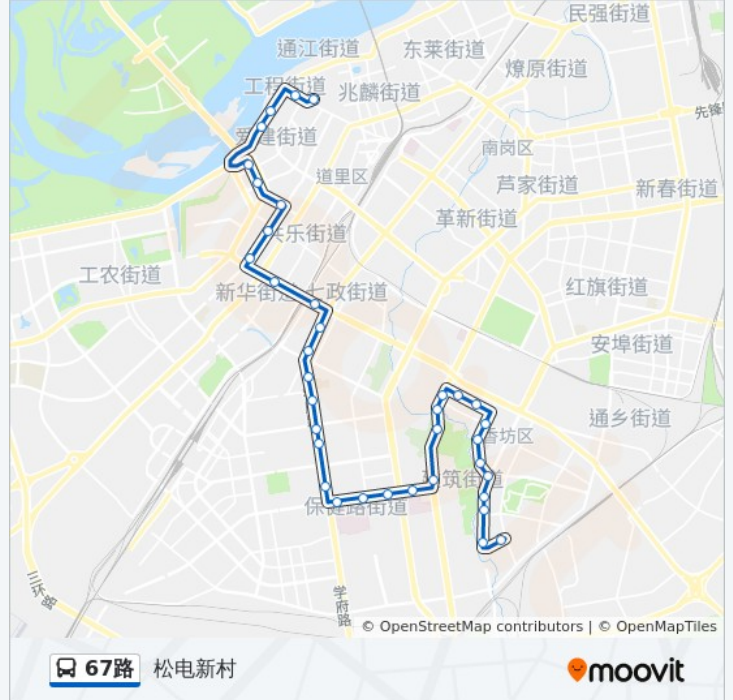 民强街道
通江街道
东莱街道
燎原街道
工程街道
兆麟街道
先锋
爱建街道
南岗区
道里区
芦家街道
新春街道
革新街道
共乐街道
工农街道
新华街道
七政街道
红旗街道
安埠街道
通乡街道
香坊区
建筑街道
保健路街道
三环路
学府路
© OpenStreetMap contributors | © OpenMapTiles
67路 松电新村
moovit